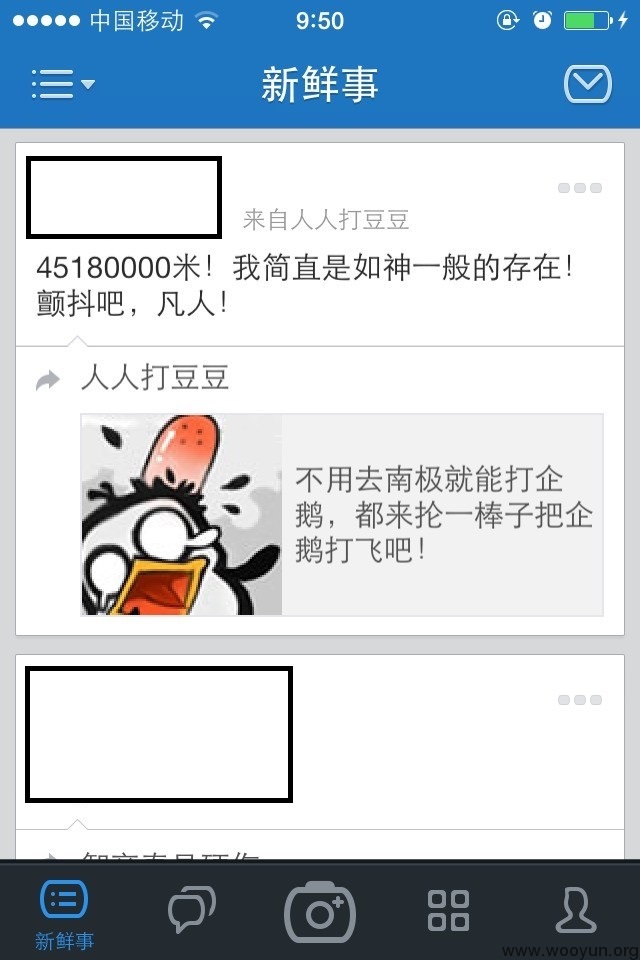 中国移动
9:50
新鲜事
来自人人打豆豆
45180000米！我简直是如神一般的存在！
颤抖吧，凡人！
人人打豆豆
不用去南极就能打企
鹅，都来抡一棒子把企
鹅打飞吧！
新鲜事
www.wooyun.org